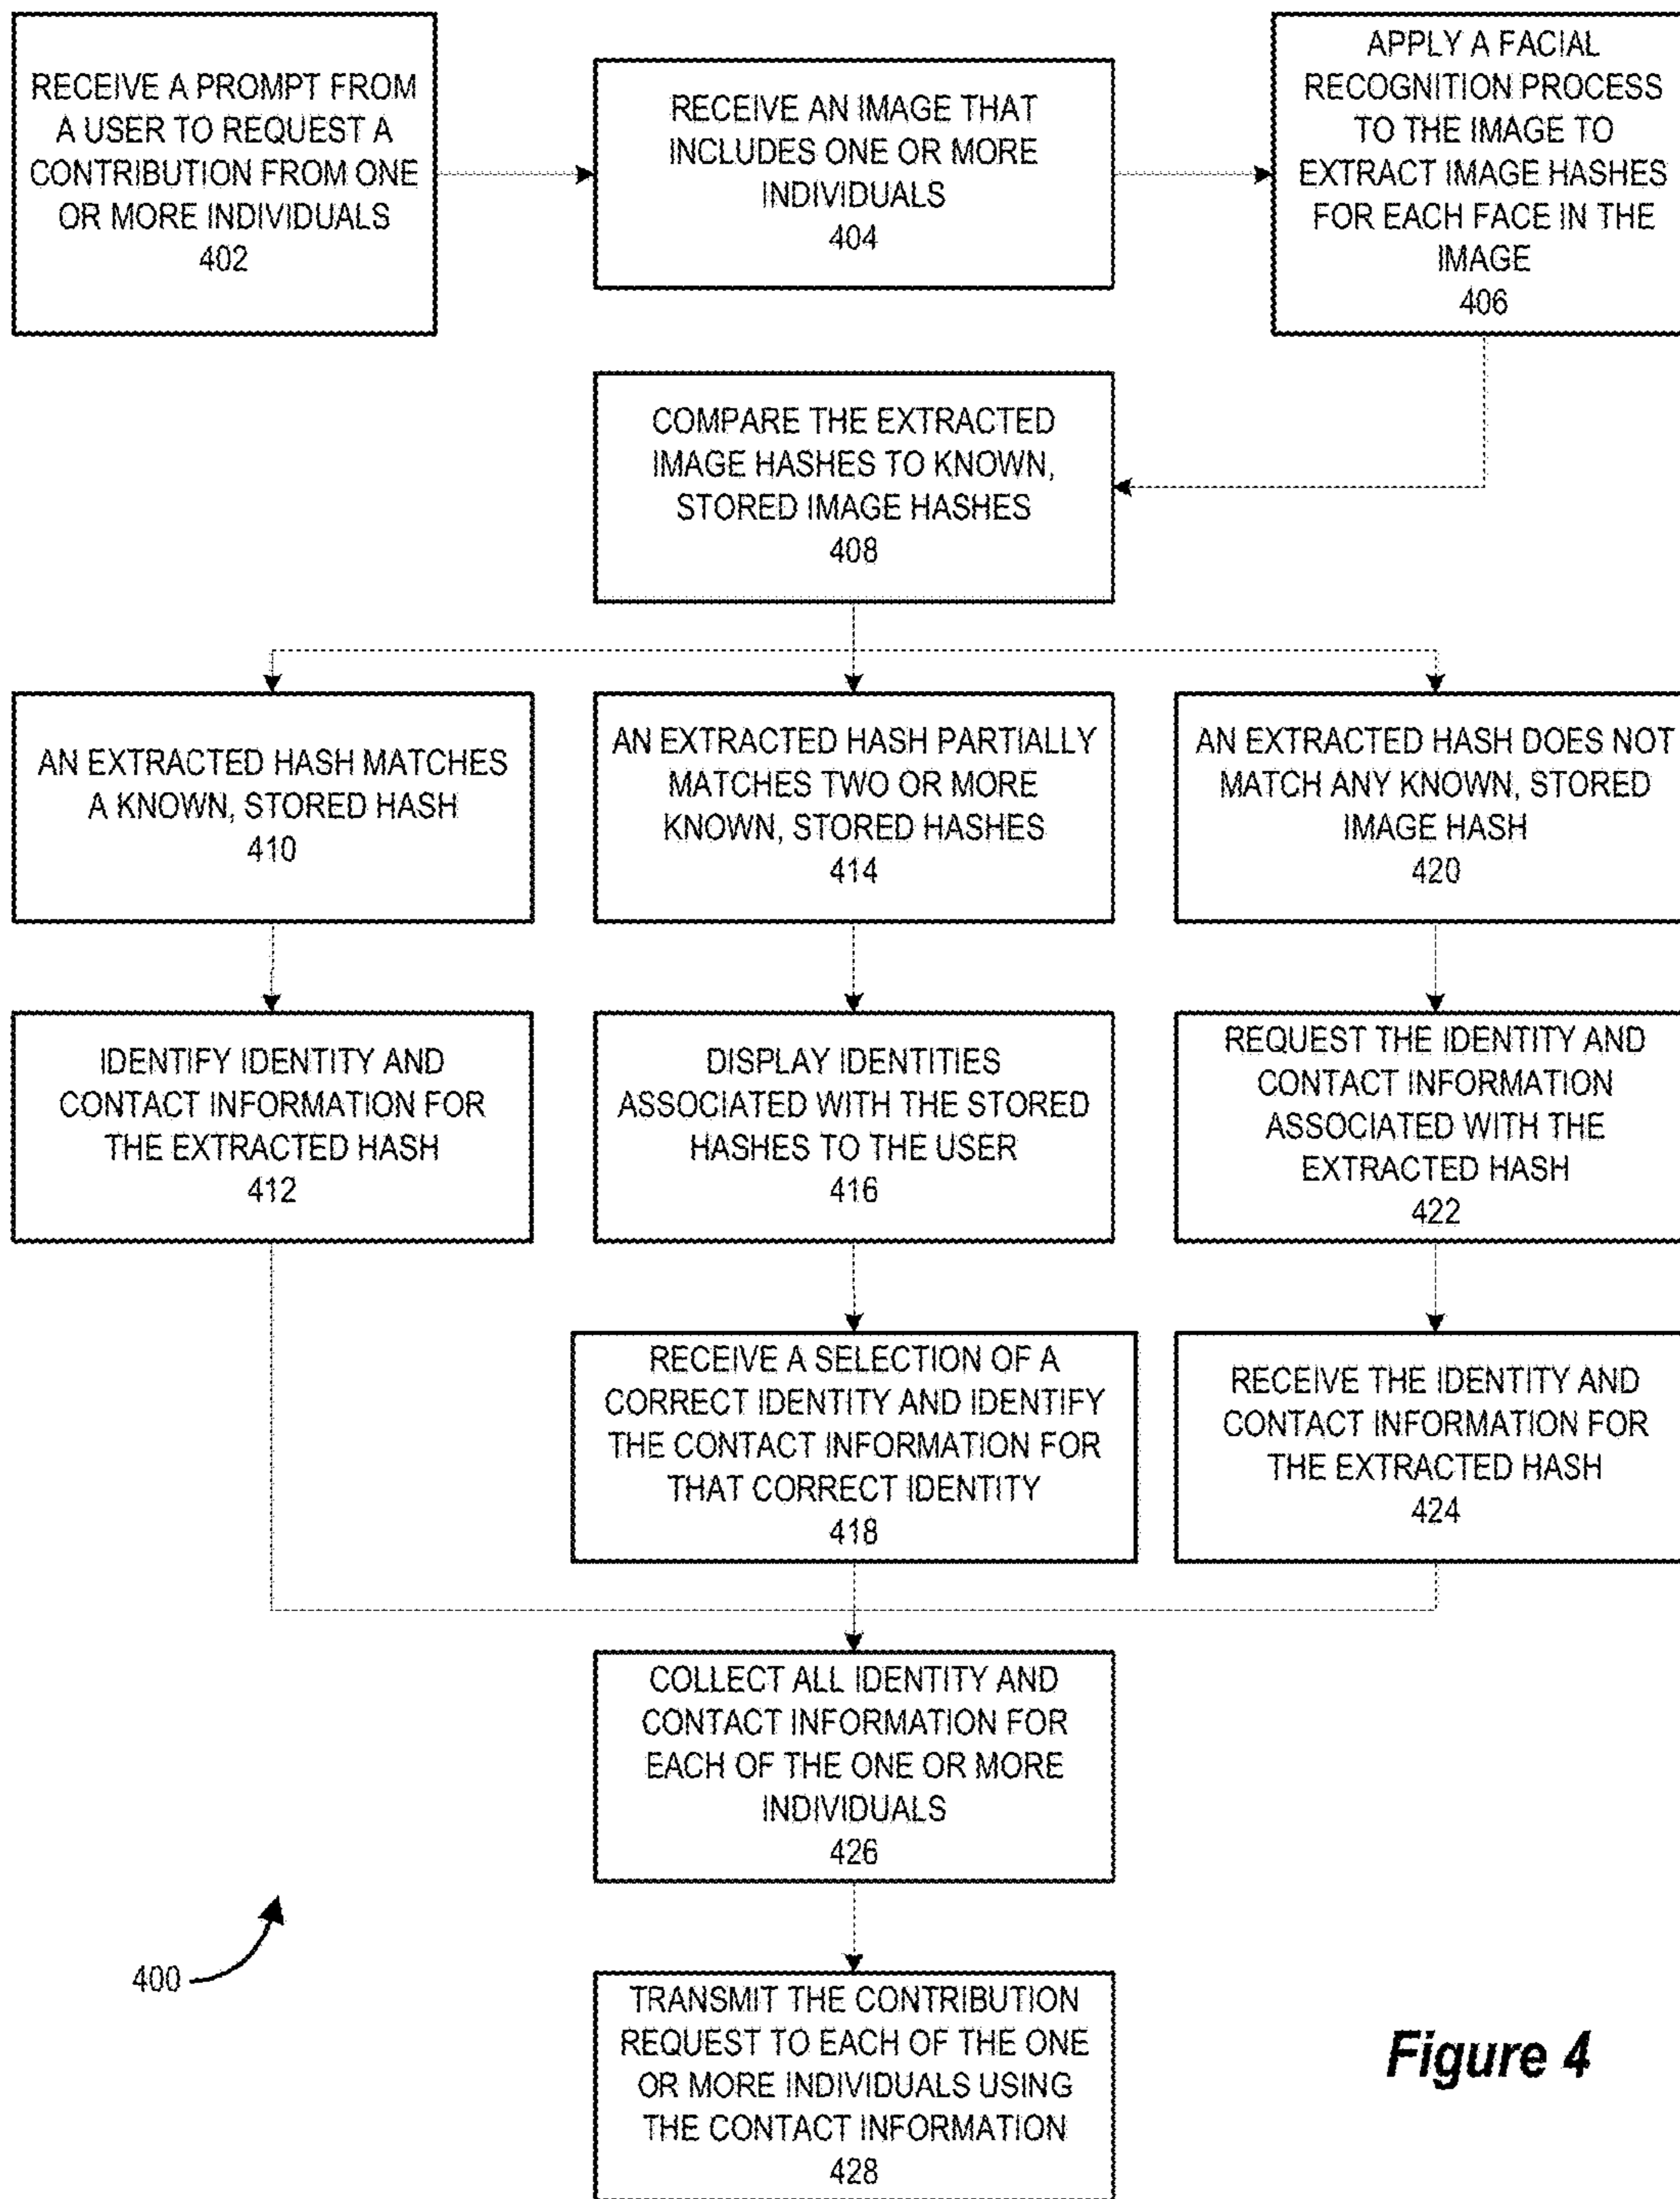 RECEIVE A PROMPT FROM
A USER TO REQUEST A
CONTRIBUTION FROM ONE
OR MORE INDIVIDUALS
402
RECEIVE AN IMAGE THAT
INCLUDES ONE OR MORE
INDIVIDUALS
404
APPLY A FACIAL
RECOGNITION PROCESS
TO THE IMAGE TO
EXTRACT IMAGE HASHES
FOR EACH FACE IN THE
IMAGE
406
COMPARE THE EXTRACTED
IMAGE HASHES TO KNOWN,
STORED IMAGE HASHES
408
AN EXTRACTED HASH MATCHES
A KNOWN, STORED HASH
410
AN EXTRACTED HASH PARTIALLY
MATCHES TWO OR MORE
KNOWN, STORED HASHES
414
AN EXTRACTED HASH DOES NOT
MATCH ANY KNOWN, STORED
IMAGE HASH
420
IDENTIFY IDENTITY AND
CONTACT INFORMATION FOR
THE EXTRACTED HASH
412
DISPLAY IDENTITIES
ASSOCIATED WITH THE STORED
HASHES TO THE USER
416
REQUEST THE IDENTITY AND
CONTACT INFORMATION
ASSOCIATED WITH THE
EXTRACTED HASH
422
RECEIVE A SELECTION OF A
CORRECT IDENTITY AND IDENTIFY
THE CONTACT INFORMATION FOR
THAT CORRECT IDENTITY
418
RECEIVE THE IDENTITY AND
CONTACT INFORMATION FOR
THE EXTRACTED HASH
424
COLLECT ALL IDENTITY AND
CONTACT INFORMATION FOR
EACH OF THE ONE OR MORE
INDIVIDUALS
426
400
TRANSMIT THE CONTRIBUTION
REQUEST TO EACH OF THE ONE
OR MORE INDIVIDUALS USING
THE CONTACT INFORMATION
428
Figure 4